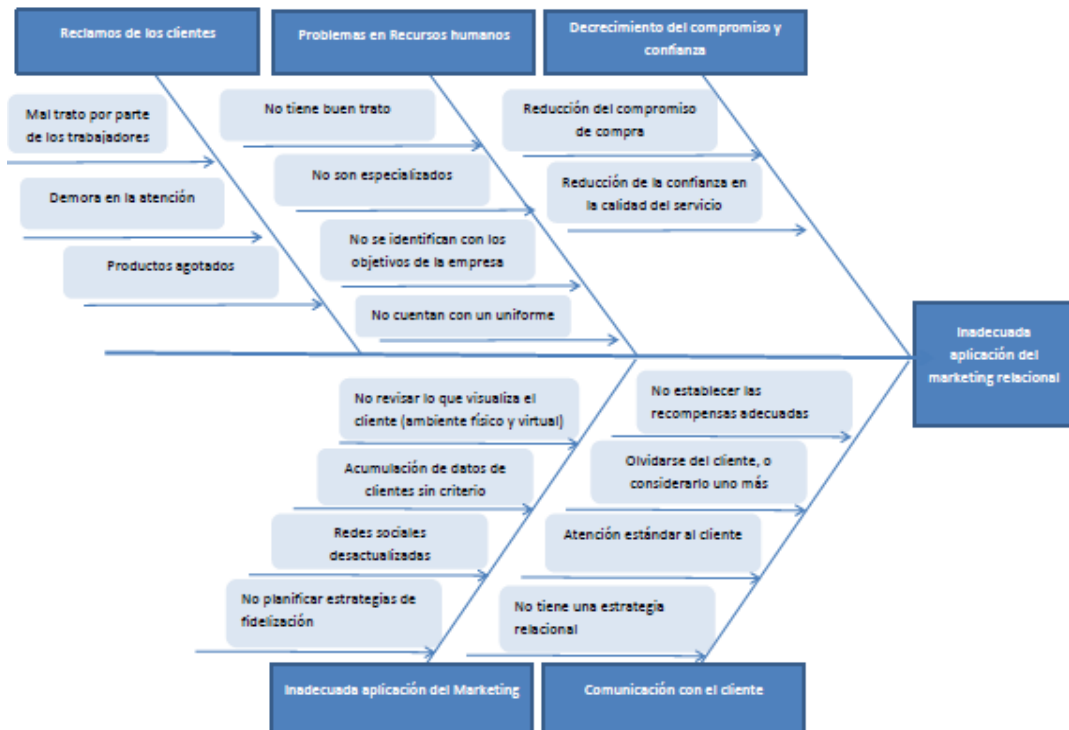 Reclamos de los clientes
Problemas en Recursos humanos
Decrecimiento del compromiso y
confianza
Mal trato por parte
de los trabajadores
Demora en la atención
Productos agotados
No tiene buen trato
No son especializados
No se identifican con los
objetivos de la empresa
No cuentan con un uniforme
Reducción del compromiso
de compra
Reducción de la confianza en
la calidad del servicio
Inadecuada
aplicación del
marketing relacional
No revisar lo que visualiza el
cliente (ambiente físico y virtual)
Acumulación de datos de
clientes sin criterio
Redes sociales
desactualizadas
No planificar estrategias de
fidelización
No establecer las
recompensas adecuadas
Olvidarse del cliente, o
considerarlo uno más
Atención estándar al cliente
No tiene una estrategia
relacional
Inadecuada aplicación del Marketing
Comunicación con el cliente